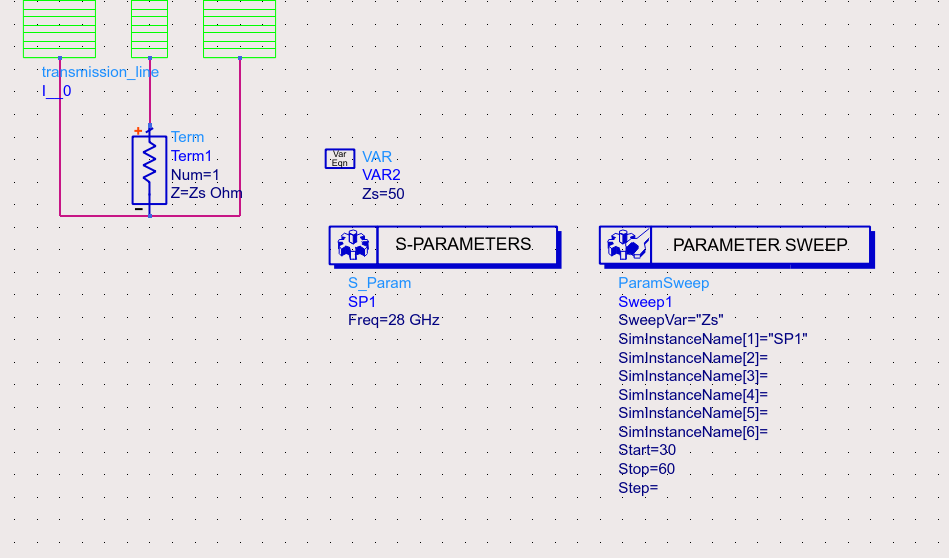 transmission_line
I__0
+
Term
Term1
Num=1
Z=Zs Ohm
-
Var
Eqn
VAR
VAR2
Zs=50
S-PARAMETERS
S_Param
SP1
Freq=28 GHz
PARAMETER SWEEP
ParamSweep
Sweep1
SweepVar="Zs"
SimInstanceName[1]="SP1"
SimInstanceName[2]=
SimInstanceName[3]=
SimInstanceName[4]=
SimInstanceName[5]=
SimInstanceName[6]=
Start=30
Stop=60
Step=